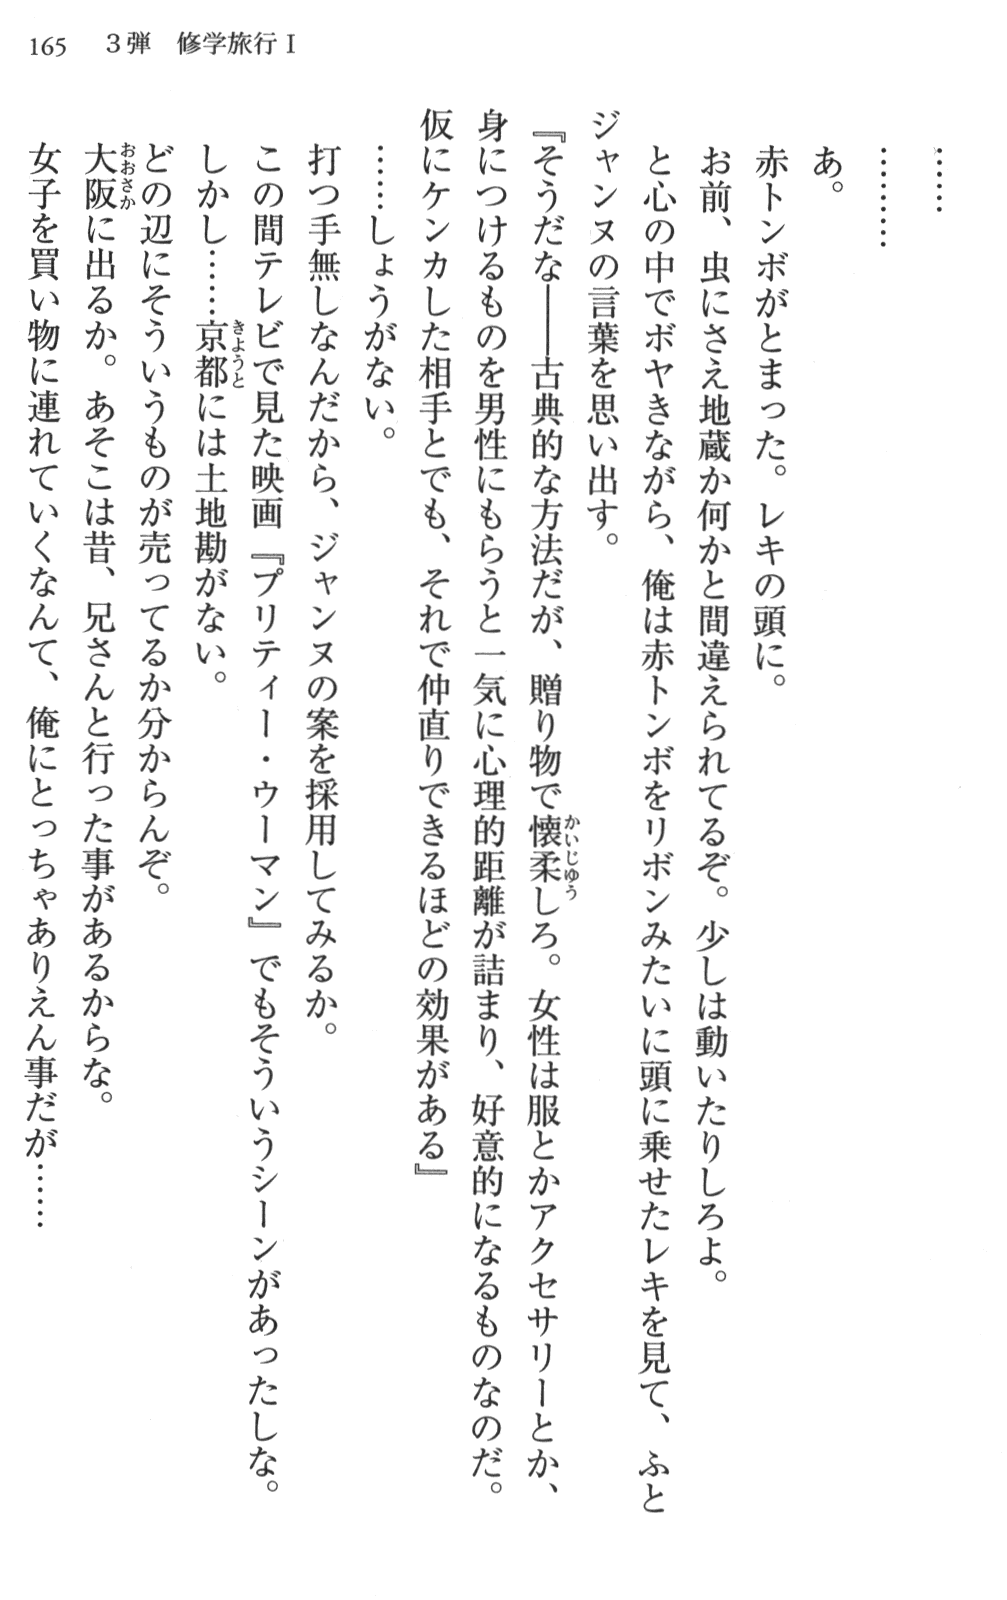 165　３弾　修学旅行Ⅰ
……
………
あ。
赤トンボがとまった。レキの頭に。
お前、虫にさえ地蔵か何かと間違えられてるぞ。少しは動いたりしろよ。
と心の中でボヤきながら、俺は赤トンボをリボンみたいに頭に乗せたレキを見て、ふと
ジャンヌの言葉を思い出す。
『そうだな――古典的な方法だが、贈り物で懐柔しろ。女性は服とかアクセサリーとか、
かいじゅう
身につけるものを男性にもらうと一気に心理的距離が詰まり、好意的になるものなのだ。
仮にケンカした相手とでも、それで仲直りできるほどの効果がある』
……しょうがない。
打つ手無しなんだから、ジャンヌの案を採用してみるか。
この間テレビで見た映画『プリティー・ウーマン』でもそういうシーンがあったしな。
しかし……京都には土地勘がない。
きょうと
どの辺にそういうものが売ってるか分からんぞ。
大阪に出るか。あそこは昔、兄さんと行った事があるからな。
おおさか
女子を買い物に連れていくなんて、俺にとっちゃありえん事だが……